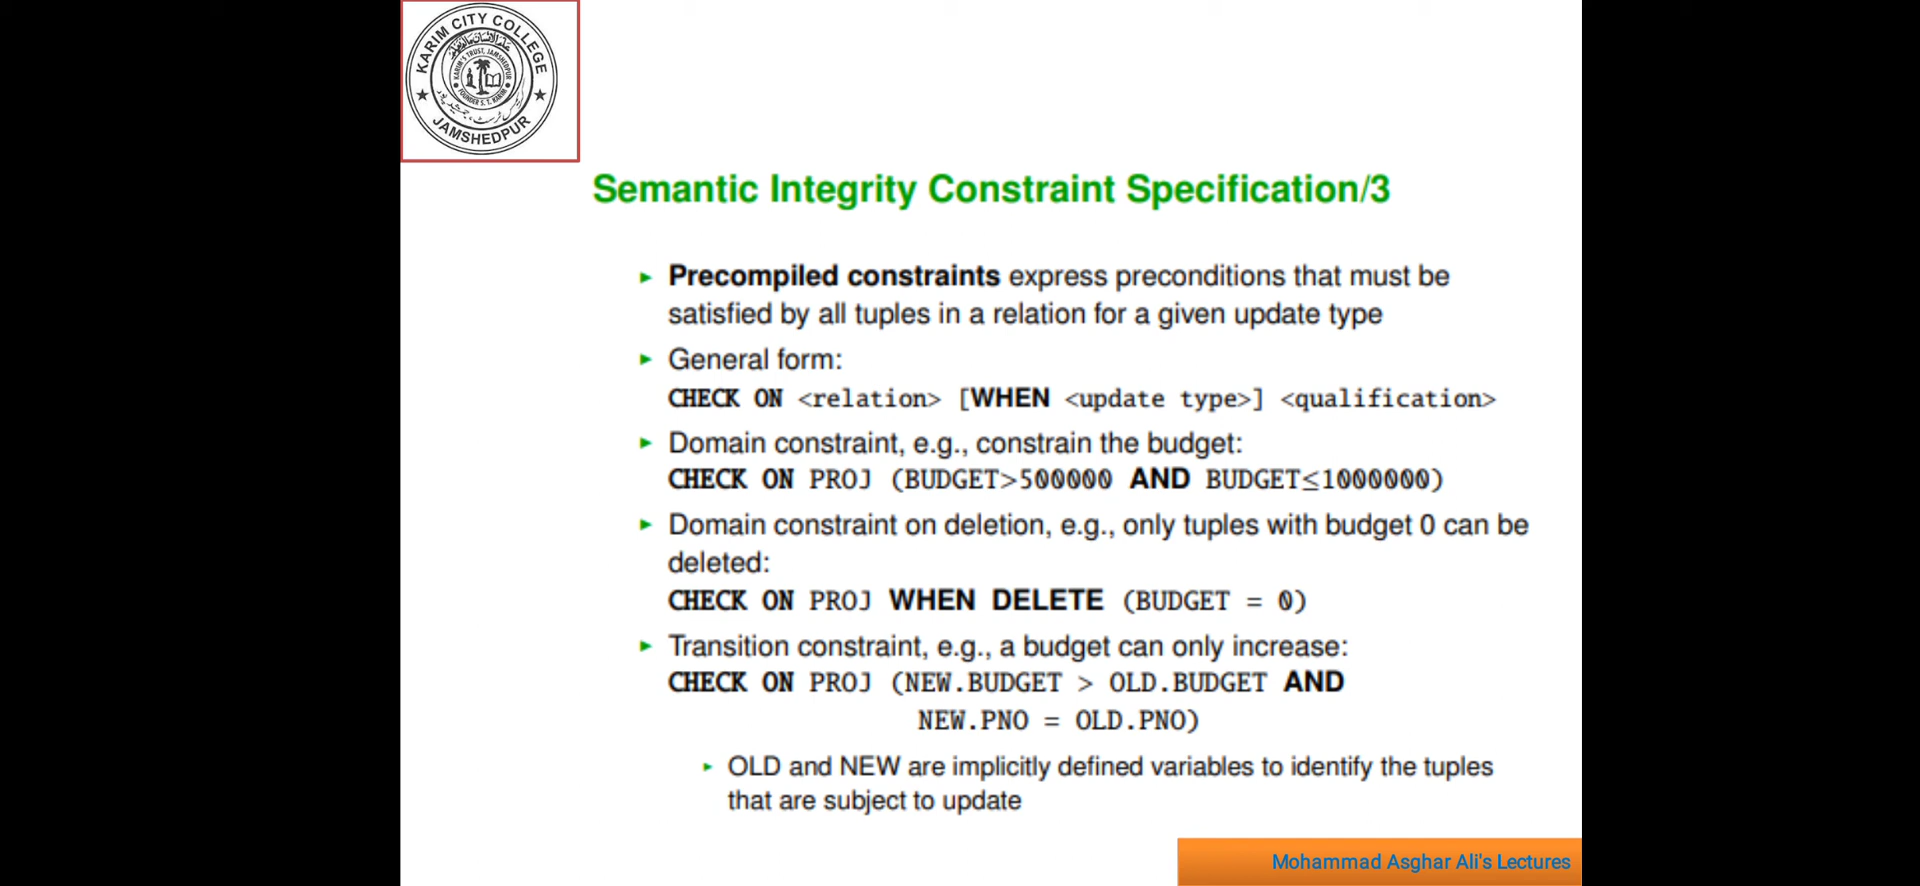 KARIM CITY COLLEGE
KARIM'S TRUST, JAMSHEDPUR
FOUNDER S. T. KARIM
JAMSHEDPUR
Semantic Integrity Constraint Specification/3
▸ Precompiled constraints express preconditions that must be
satisfied by all tuples in a relation for a given update type
▸ General form:
CHECK ON <relation> [WHEN <update type>] <qualification>
▸ Domain constraint, e.g., constrain the budget:
CHECK ON PROJ (BUDGET>500000 AND BUDGET≤1000000)
▸ Domain constraint on deletion, e.g., only tuples with budget 0 can be
deleted:
CHECK ON PROJ WHEN DELETE (BUDGET = 0)
▸ Transition constraint, e.g., a budget can only increase:
CHECK ON PROJ (NEW.BUDGET > OLD.BUDGET AND
NEW.PNO = OLD.PNO)
▸ OLD and NEW are implicitly defined variables to identify the tuples
that are subject to update
Mohammad Asghar Ali's Lectures